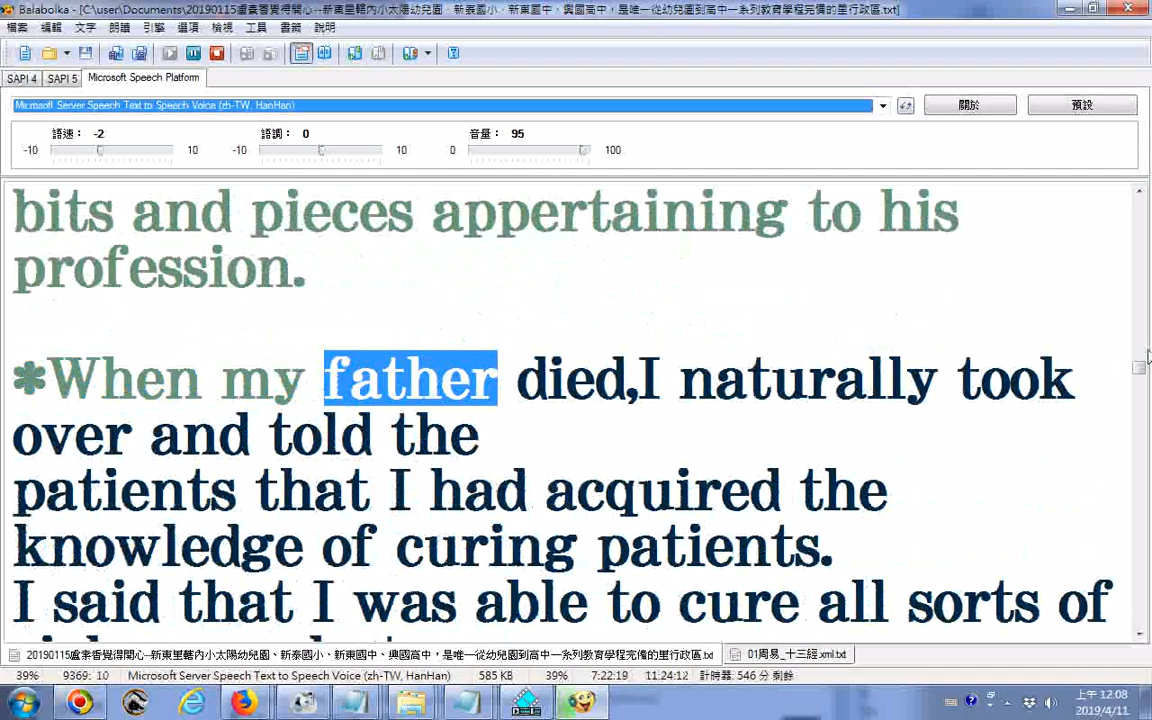 Balabolka - [C:\user\Documents\20190115盧素香覺得開心--新東里轄內小太陽幼兒園、新泰國小、新東國中、興國高中，是唯一從幼兒園到高中一系列教育學程完備的里行政區.txt]
檔案 編輯 文字 朗讀 引擎 選項 檢視 工具 書籤 說明
SAPI 4 SAPI 5 Microsoft Speech Platform
Microsoft Server Speech Text to Speech Voice (zh-TW, HanHan)
關於 預設
語速： -2 語調： 0 音量： 95
-10 10 -10 10 0 100
bits and pieces appertaining to his
profession.
*When my father died,I naturally took
over and told the
patients that I had acquired the
knowledge of curing patients.
I said that I was able to cure all sorts of
20190115盧素香覺得開心--新東里轄內小太陽幼兒園、新泰國小、新東國中、興國高中，是唯一從幼兒園到高中一系列教育學程完備的里行政區.txt 01周易_十三經.xml.txt
39% 9369: 10 Microsoft Server Speech Text to Speech Voice (zh-TW, HanHan) 585 KB 39% 7:22:19 11:24:12 計時器: 546 分 剩餘
上午 12:08
2019/4/11